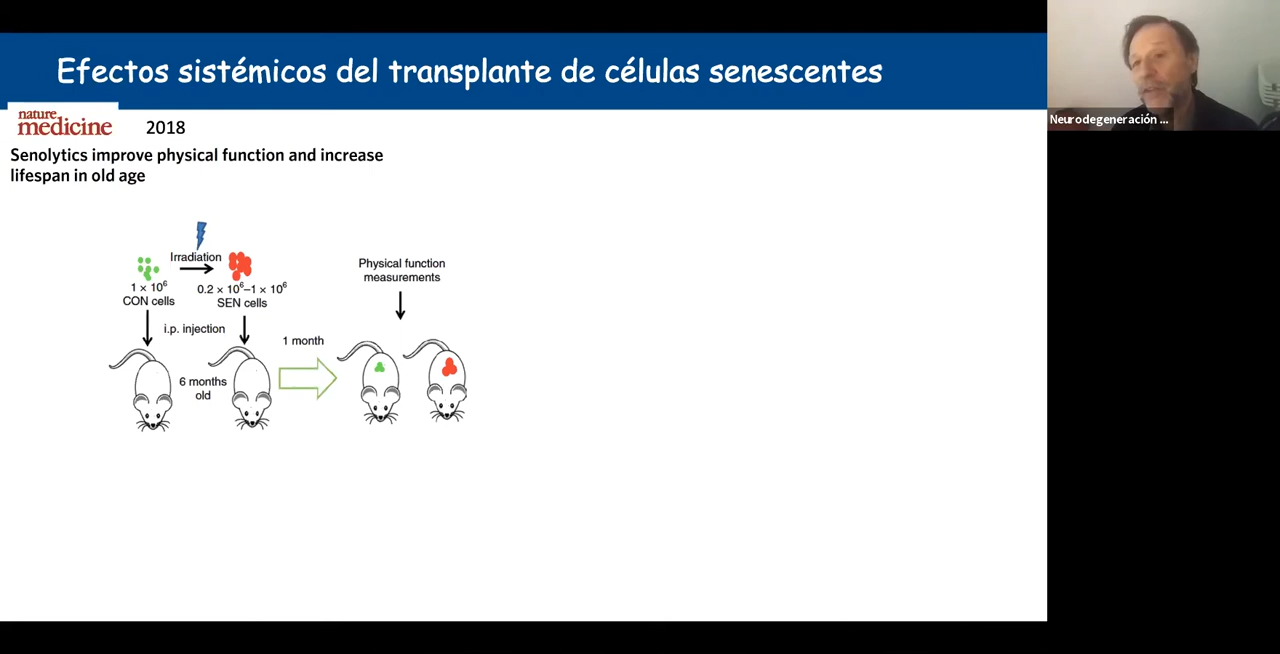 Efectos sistémicos del transplante de células senescentes
Neurodegeneración ...
nature
medicine
2018
Senolytics improve physical function and increase
lifespan in old age
Irradiation
1 × 10⁶
CON cells
0.2 × 10⁶–1 × 10⁶
SEN cells
i.p. injection
6 months
old
1 month
Physical function
measurements